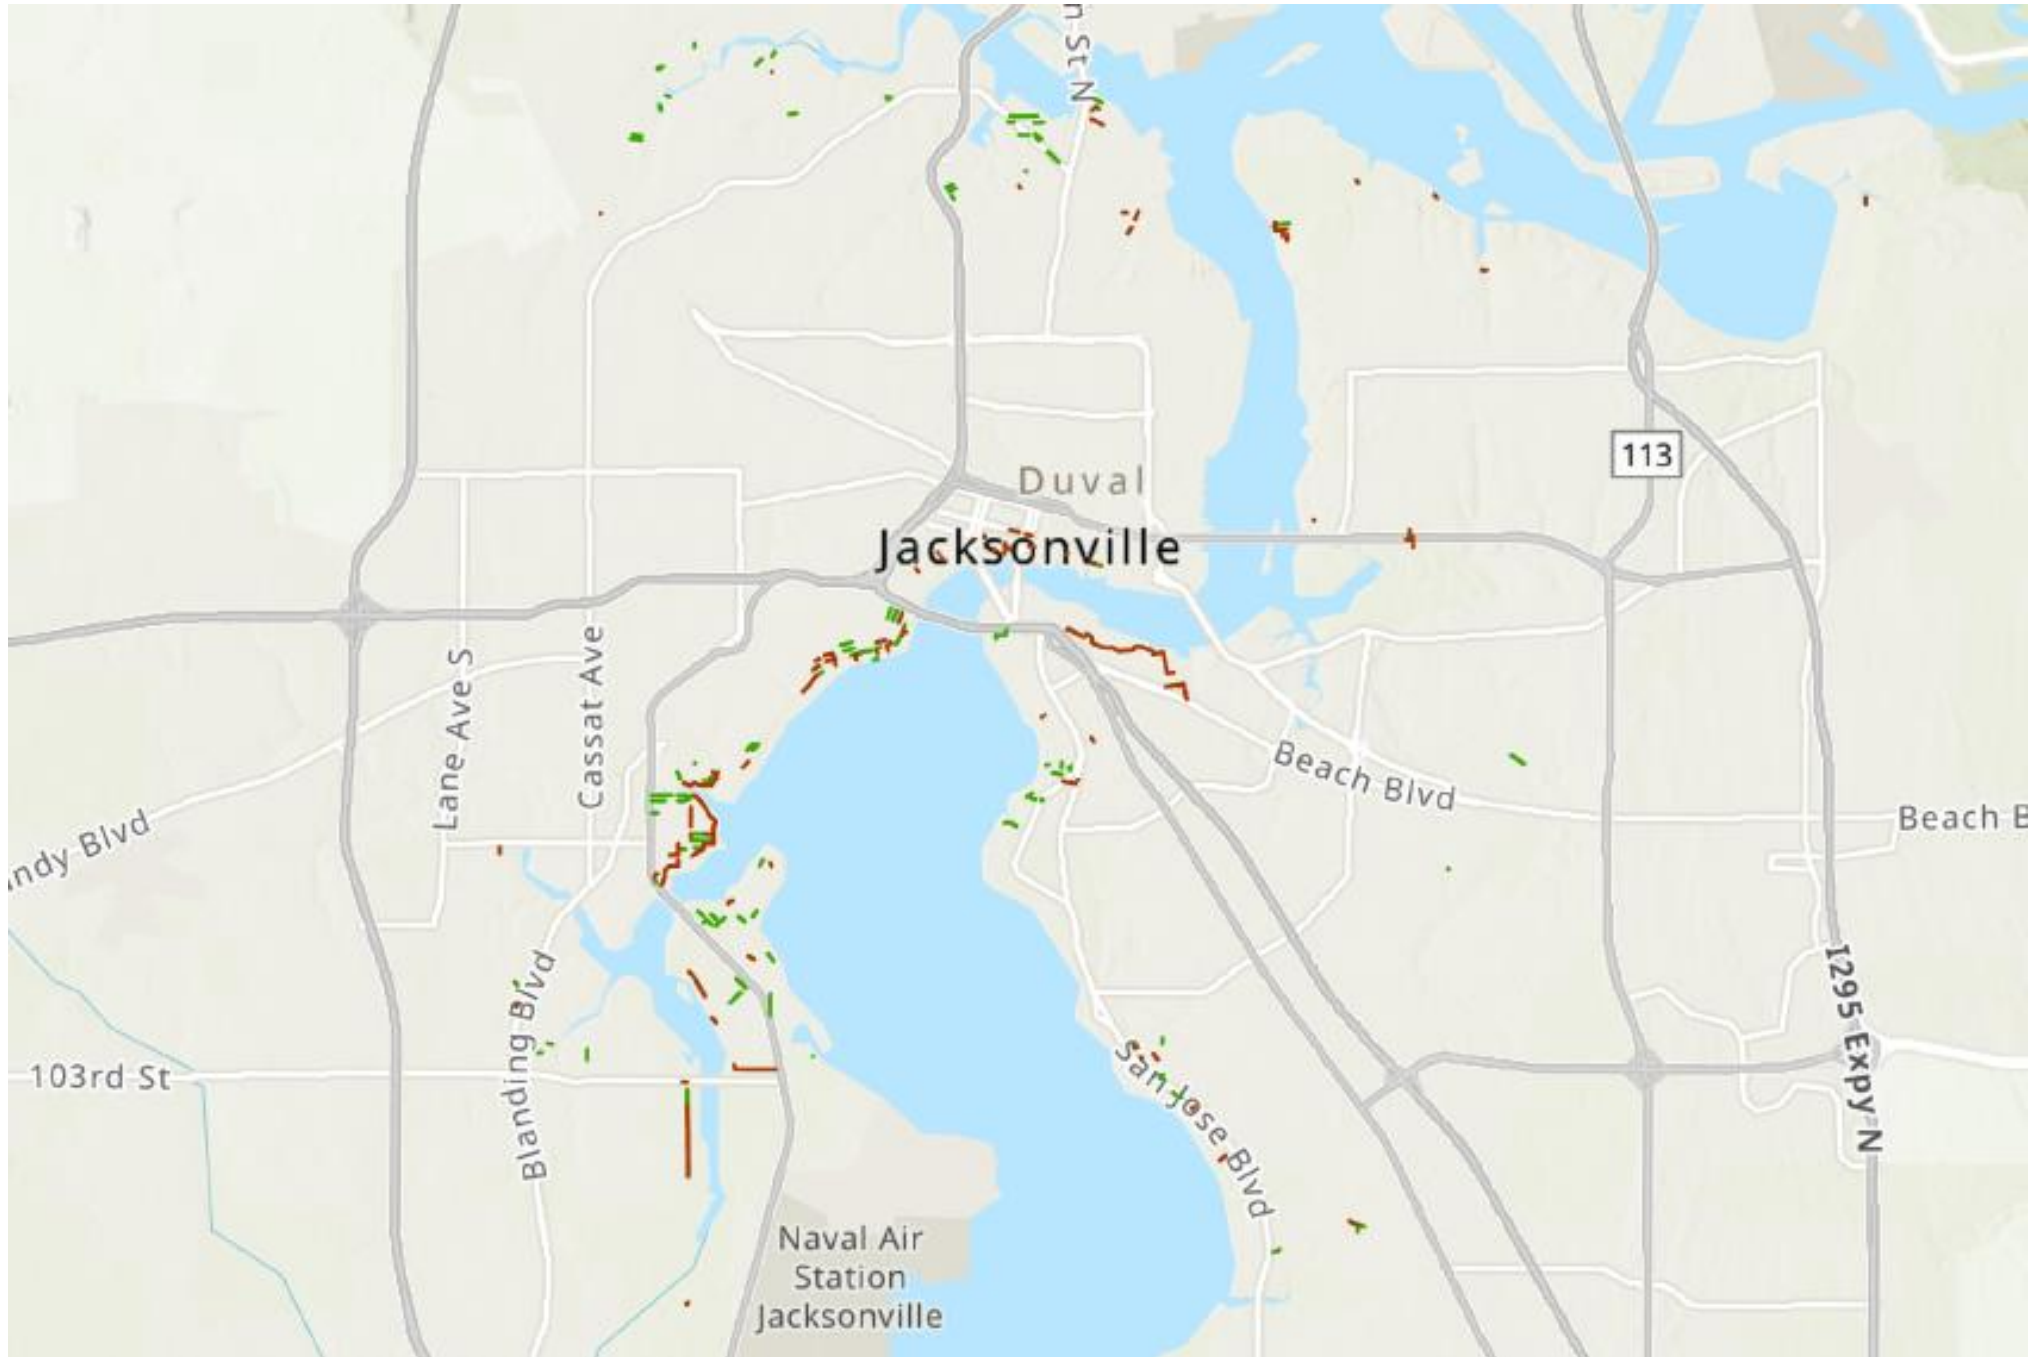 n St N
Duval
113
Jacksonville
Cassat Ave
Lane Ave S
Beach Blvd
Beach B
ndy Blvd
Blanding Blvd
I295 Expy N
103rd St
San Jose Blvd
Naval Air
Station
Jacksonville